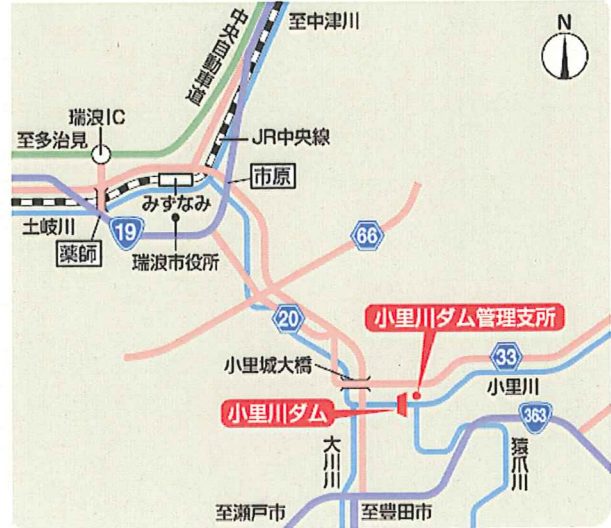 至中津川
N
中央自動車道
瑞浪IC
至多治見
JR中央線
市原
みずなみ
土岐川
19
薬師
瑞浪市役所
66
20
小里川ダム管理支所
33
小里城大橋
小里川
小里川ダム
363
大川川
猿爪川
至瀬戸市
至豊田市